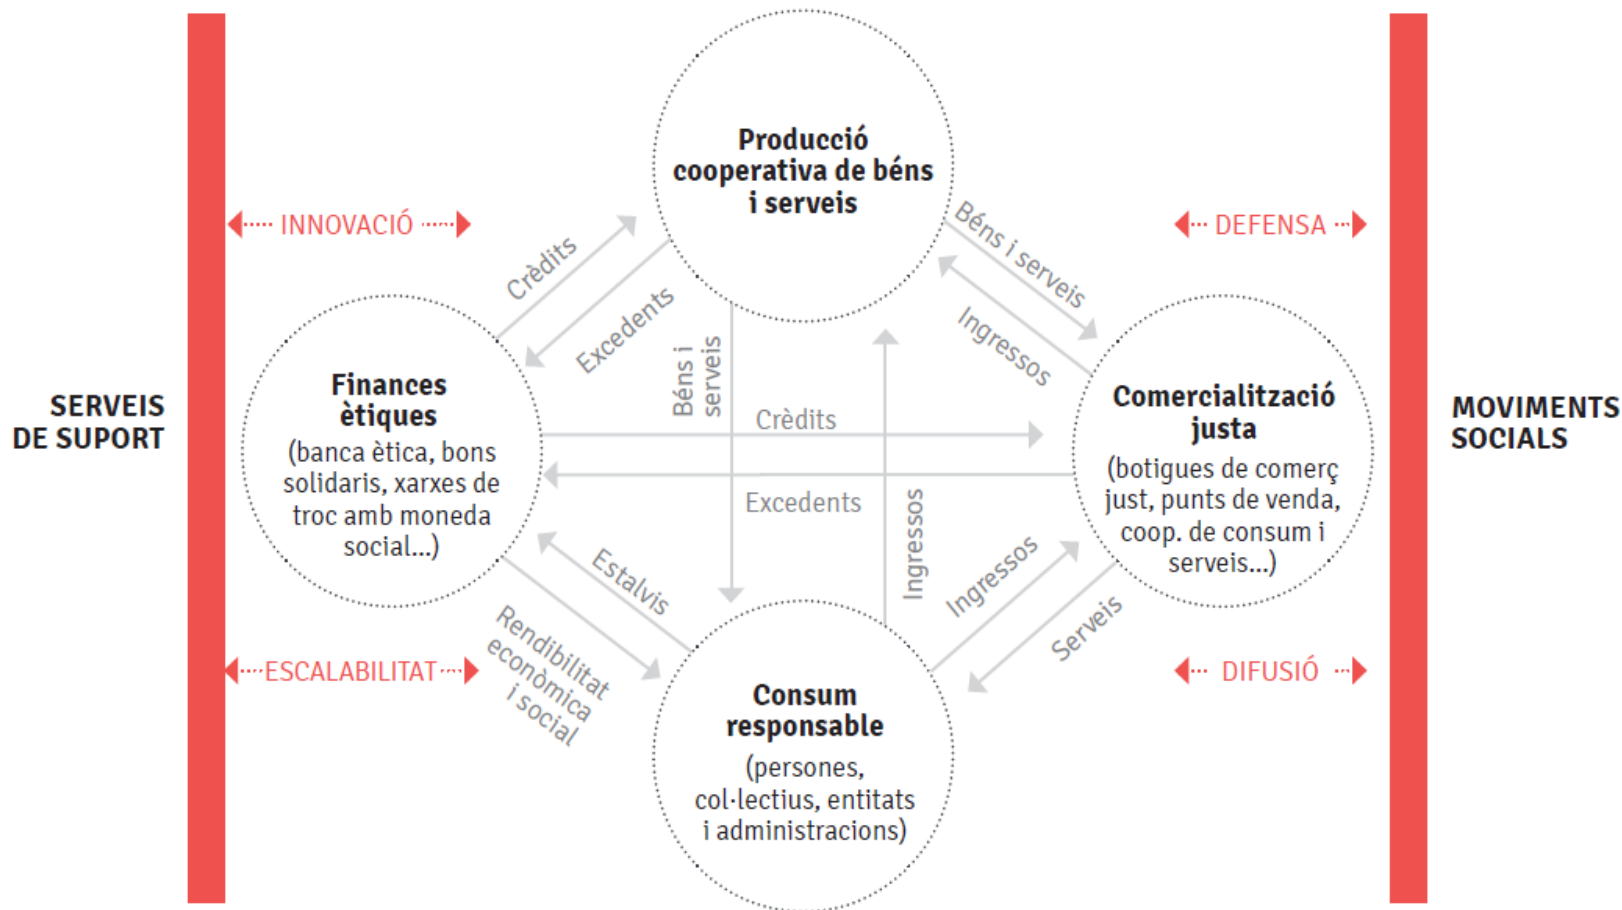 Producció
cooperativa de béns
i serveis
INNOVACIÓ
DEFENSA
Crèdits
Excedents
Béns i serveis
Ingressos
Béns i
serveis
SERVEIS
DE SUPORT
Finances
ètiques
(banca ètica, bons
solidaris, xarxes de
troc amb moneda
social...)
Crèdits
Excedents
Ingressos
Comercialització
justa
(botigues de comerç
just, punts de venda,
coop. de consum i
serveis...)
MOVIMENTS
SOCIALS
Estalvis
Rendibilitat
econòmica
i social
Ingressos
Serveis
ESCALABILITAT
DIFUSIÓ
Consum
responsable
(persones,
col·lectius, entitats
i administracions)